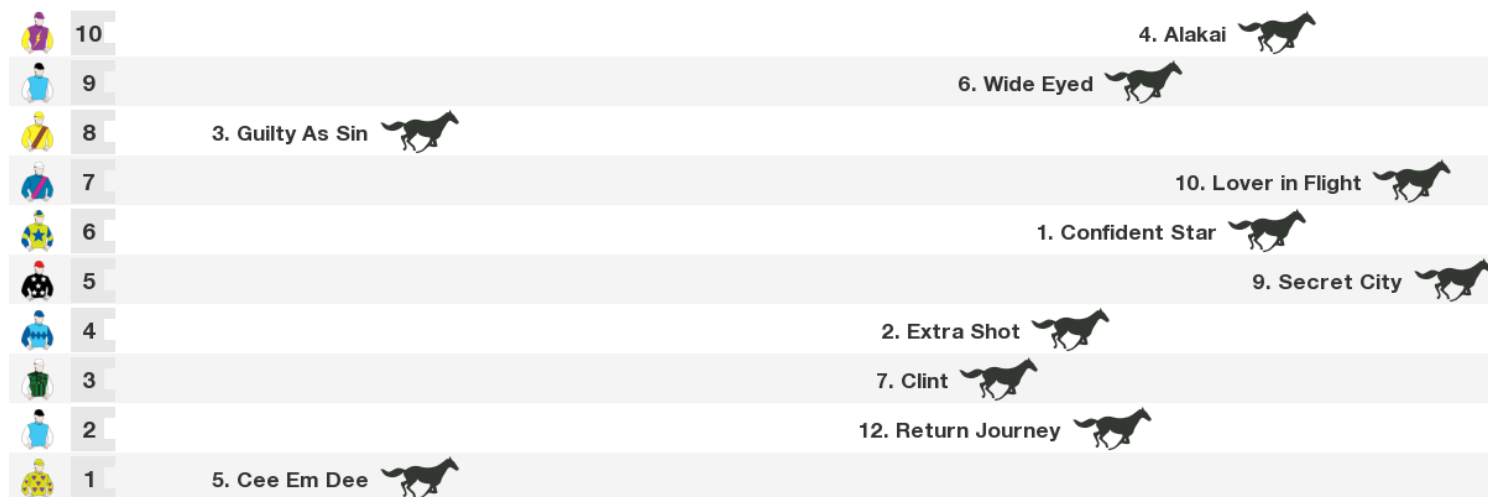 10 4. Alakai
9 6. Wide Eyed
8 3. Guilty As Sin
7 10. Lover in Flight
6 1. Confident Star
5 9. Secret City
4 2. Extra Shot
3 7. Clint
2 12. Return Journey
1 5. Cee Em Dee